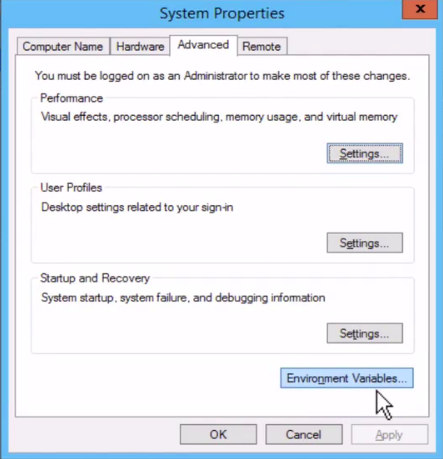 System Properties
x
Computer Name Hardware Advanced Remote
You must be logged on as an Administrator to make most of these changes.
Performance
Visual effects, processor scheduling, memory usage, and virtual memory
Settings...
User Profiles
Desktop settings related to your sign-in
Settings...
Startup and Recovery
System startup, system failure, and debugging information
Settings...
Environment Variables...
OK Cancel Apply